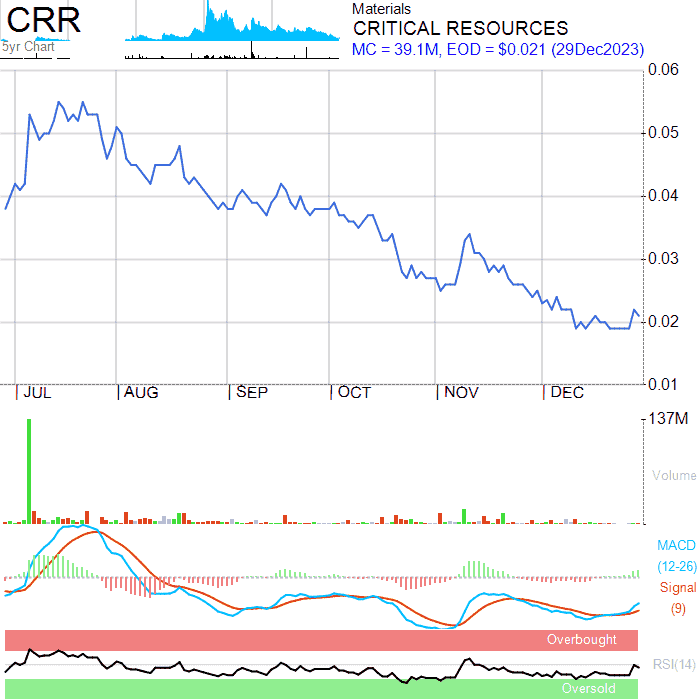 CRR
5yr Chart
Materials
CRITICAL RESOURCES
MC = 39.1M, EOD = $0.021 (29Dec2023)
0.06
0.05
0.04
0.03
0.02
0.01
JUL AUG SEP OCT NOV DEC
137M
Volume
MACD
(12-26)
Signal
(9)
Overbought
RSI(14)
Oversold